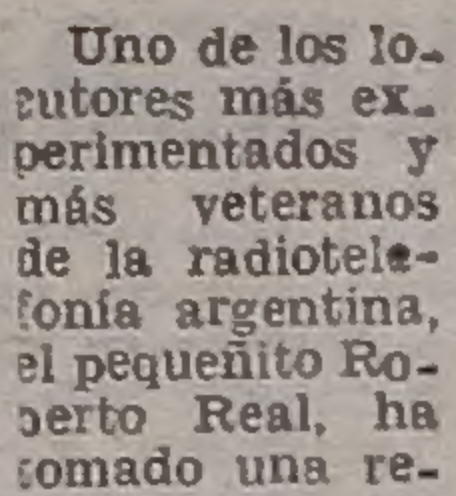 Uno de los lo-
cutores más ex-
perimentados y
más veteranos
de la radiotele-
fonía argentina,
el pequeñito Ro-
berto Real, ha
tomado una re-